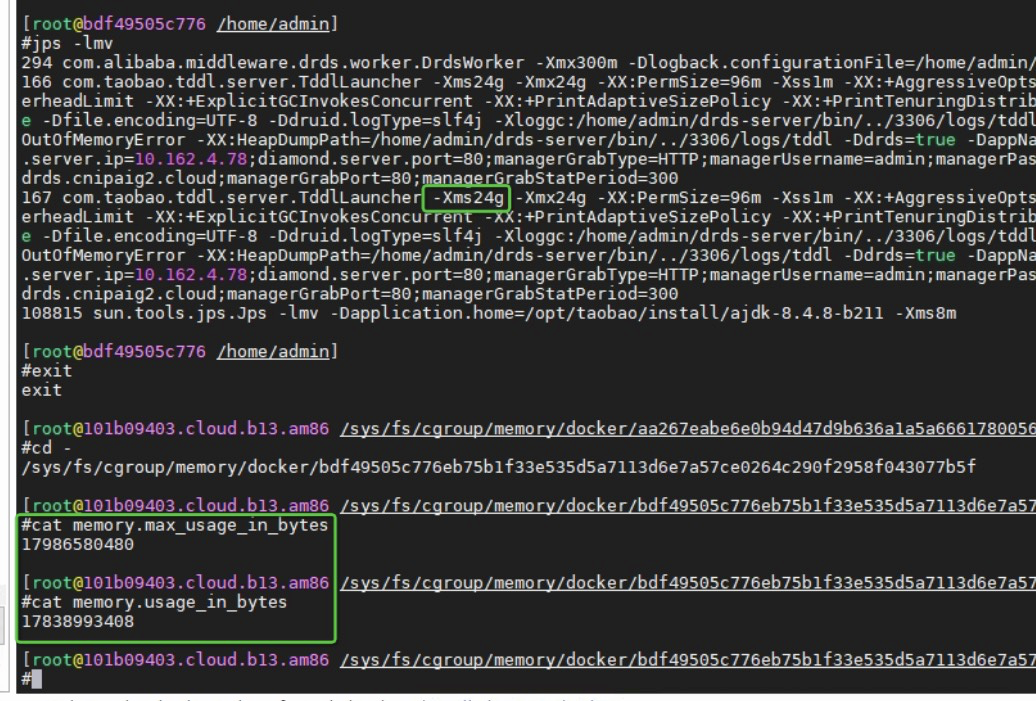 [root@bdf49505c776 /home/admin]
#jps -lmv
294 com.alibaba.middleware.drds.worker.DrdsWorker -Xmx300m -Dlogback.configurationFile=/home/admin/
166 com.taobao.tddl.server.TddlLauncher -Xms24g -Xmx24g -XX:PermSize=96m -Xss1m -XX:+AggressiveOpts
erheadLimit -XX:+ExplicitGCInvokesConcurrent -XX:+PrintAdaptiveSizePolicy -XX:+PrintTenuringDistrib
e -Dfile.encoding=UTF-8 -Ddruid.logType=slf4j -Xloggc:/home/admin/drds-server/bin/../3306/logs/tddl
OutOfMemoryError -XX:HeapDumpPath=/home/admin/drds-server/bin/../3306/logs/tddl -Ddrds=true -DappNa
.server.ip=10.162.4.78;diamond.server.port=80;managerGrabType=HTTP;managerUsername=admin;managerPas
drds.cnipaig2.cloud;managerGrabPort=80;managerGrabStatPeriod=300
167 com.taobao.tddl.server.TddlLauncher -Xms24g -Xmx24g -XX:PermSize=96m -Xss1m -XX:+AggressiveOpts
erheadLimit -XX:+ExplicitGCInvokesConcurrent -XX:+PrintAdaptiveSizePolicy -XX:+PrintTenuringDistrib
e -Dfile.encoding=UTF-8 -Ddruid.logType=slf4j -Xloggc:/home/admin/drds-server/bin/../3306/logs/tddl
OutOfMemoryError -XX:HeapDumpPath=/home/admin/drds-server/bin/../3306/logs/tddl -Ddrds=true -DappNa
.server.ip=10.162.4.78;diamond.server.port=80;managerGrabType=HTTP;managerUsername=admin;managerPas
drds.cnipaig2.cloud;managerGrabPort=80;managerGrabStatPeriod=300
108815 sun.tools.jps.Jps -lmv -Dapplication.home=/opt/taobao/install/ajdk-8.4.8-b211 -Xms8m
[root@bdf49505c776 /home/admin]
#exit
exit
[root@101b09403.cloud.b13.am86 /sys/fs/cgroup/memory/docker/aa267eabe6e0b94d47d9b636a1a5a6661780056
#cd -
/sys/fs/cgroup/memory/docker/bdf49505c776eb75b1f33e535d5a7113d6e7a57ce0264c290f2958f043077b5f
[root@101b09403.cloud.b13.am86 /sys/fs/cgroup/memory/docker/bdf49505c776eb75b1f33e535d5a7113d6e7a57
#cat memory.max_usage_in_bytes
17986580480
[root@101b09403.cloud.b13.am86 /sys/fs/cgroup/memory/docker/bdf49505c776eb75b1f33e535d5a7113d6e7a57
#cat memory.usage_in_bytes
17838993408
[root@101b09403.cloud.b13.am86 /sys/fs/cgroup/memory/docker/bdf49505c776eb75b1f33e535d5a7113d6e7a57
#